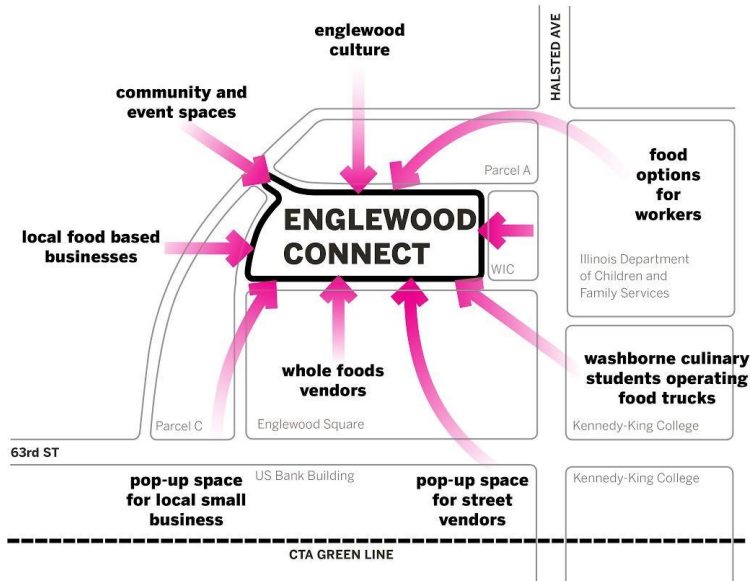 englewood
culture
HALSTED AVE
community and
event spaces
Parcel A
food
options
for
workers
ENGLEWOOD
CONNECT
local food based
businesses
WIC
Illinois Department
of Children and
Family Services
whole foods
vendors
washborne culinary
students operating
food trucks
Parcel C
Englewood Square
Kennedy-King College
63rd ST
pop-up space
for local small
business
US Bank Building
pop-up space
for street
vendors
Kennedy-King College
CTA GREEN LINE